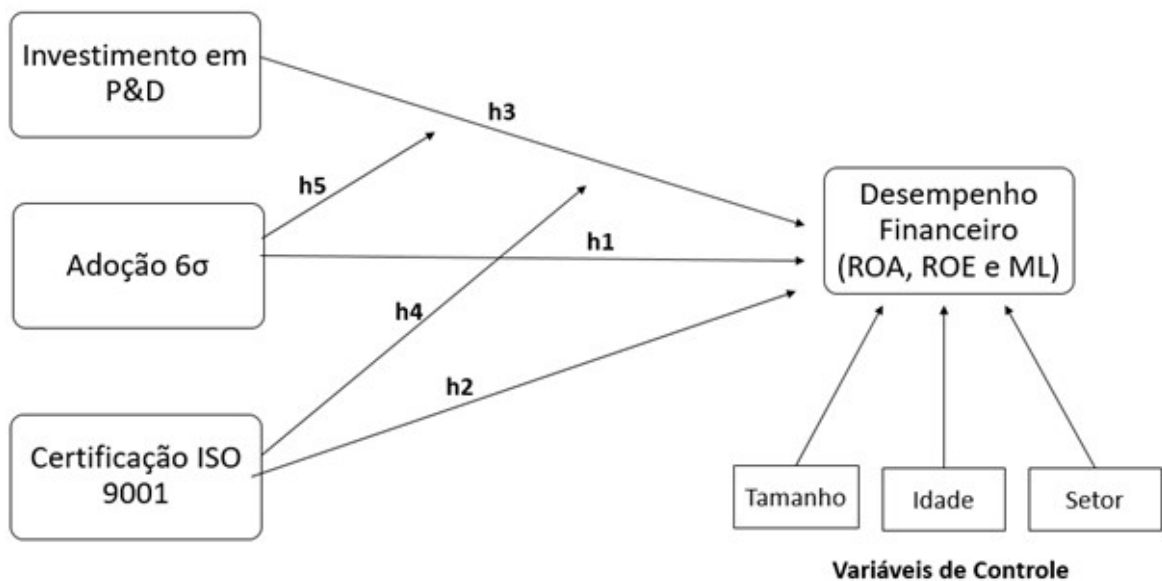 Investimento em
P&D
h3
h5
Adoção 6σ
h1
Desempenho
Financeiro
(ROA, ROE e ML)
h4
h2
Certificação ISO
9001
Tamanho
Idade
Setor
Variáveis de Controle